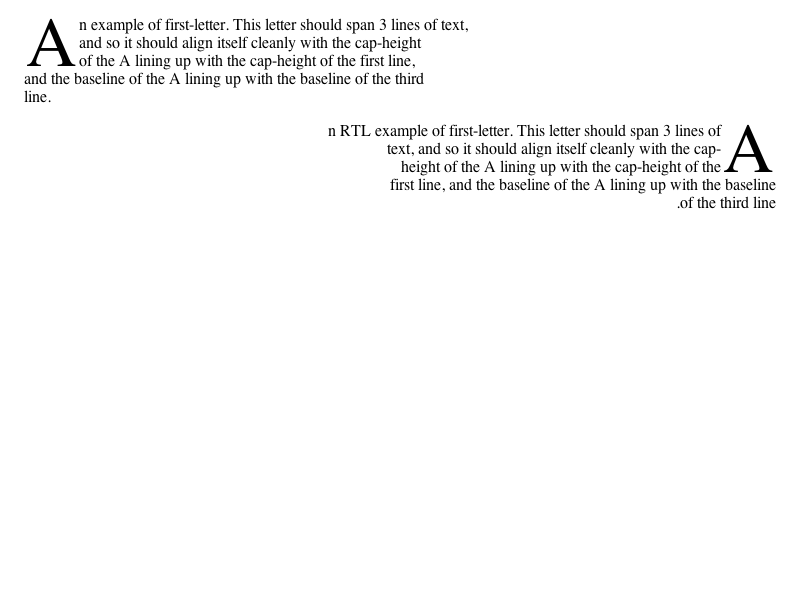 An example of first-letter. This letter should span 3 lines of text,
and so it should align itself cleanly with the cap-height
of the A lining up with the cap-height of the first line,
and the baseline of the A lining up with the baseline of the third
line.
An RTL example of first-letter. This letter should span 3 lines of
text, and so it should align itself cleanly with the cap-
height of the A lining up with the cap-height of the
first line, and the baseline of the A lining up with the baseline
.of the third line